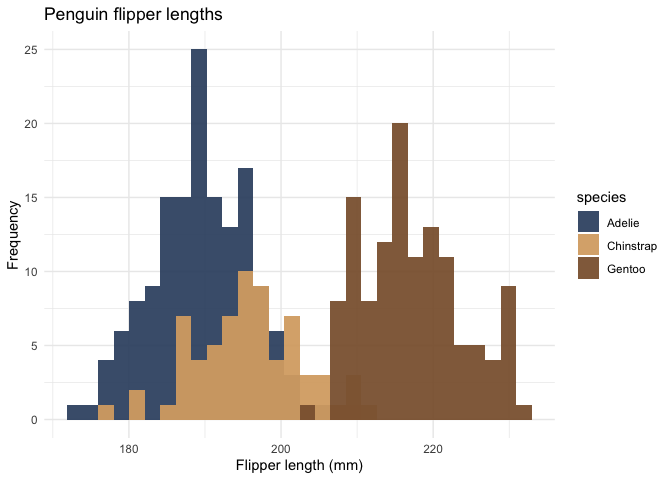 Penguin flipper lengths
25
20
15
10
5
0
Frequency
180
200
220
Flipper length (mm)
species
Adelie
Chinstrap
Gentoo